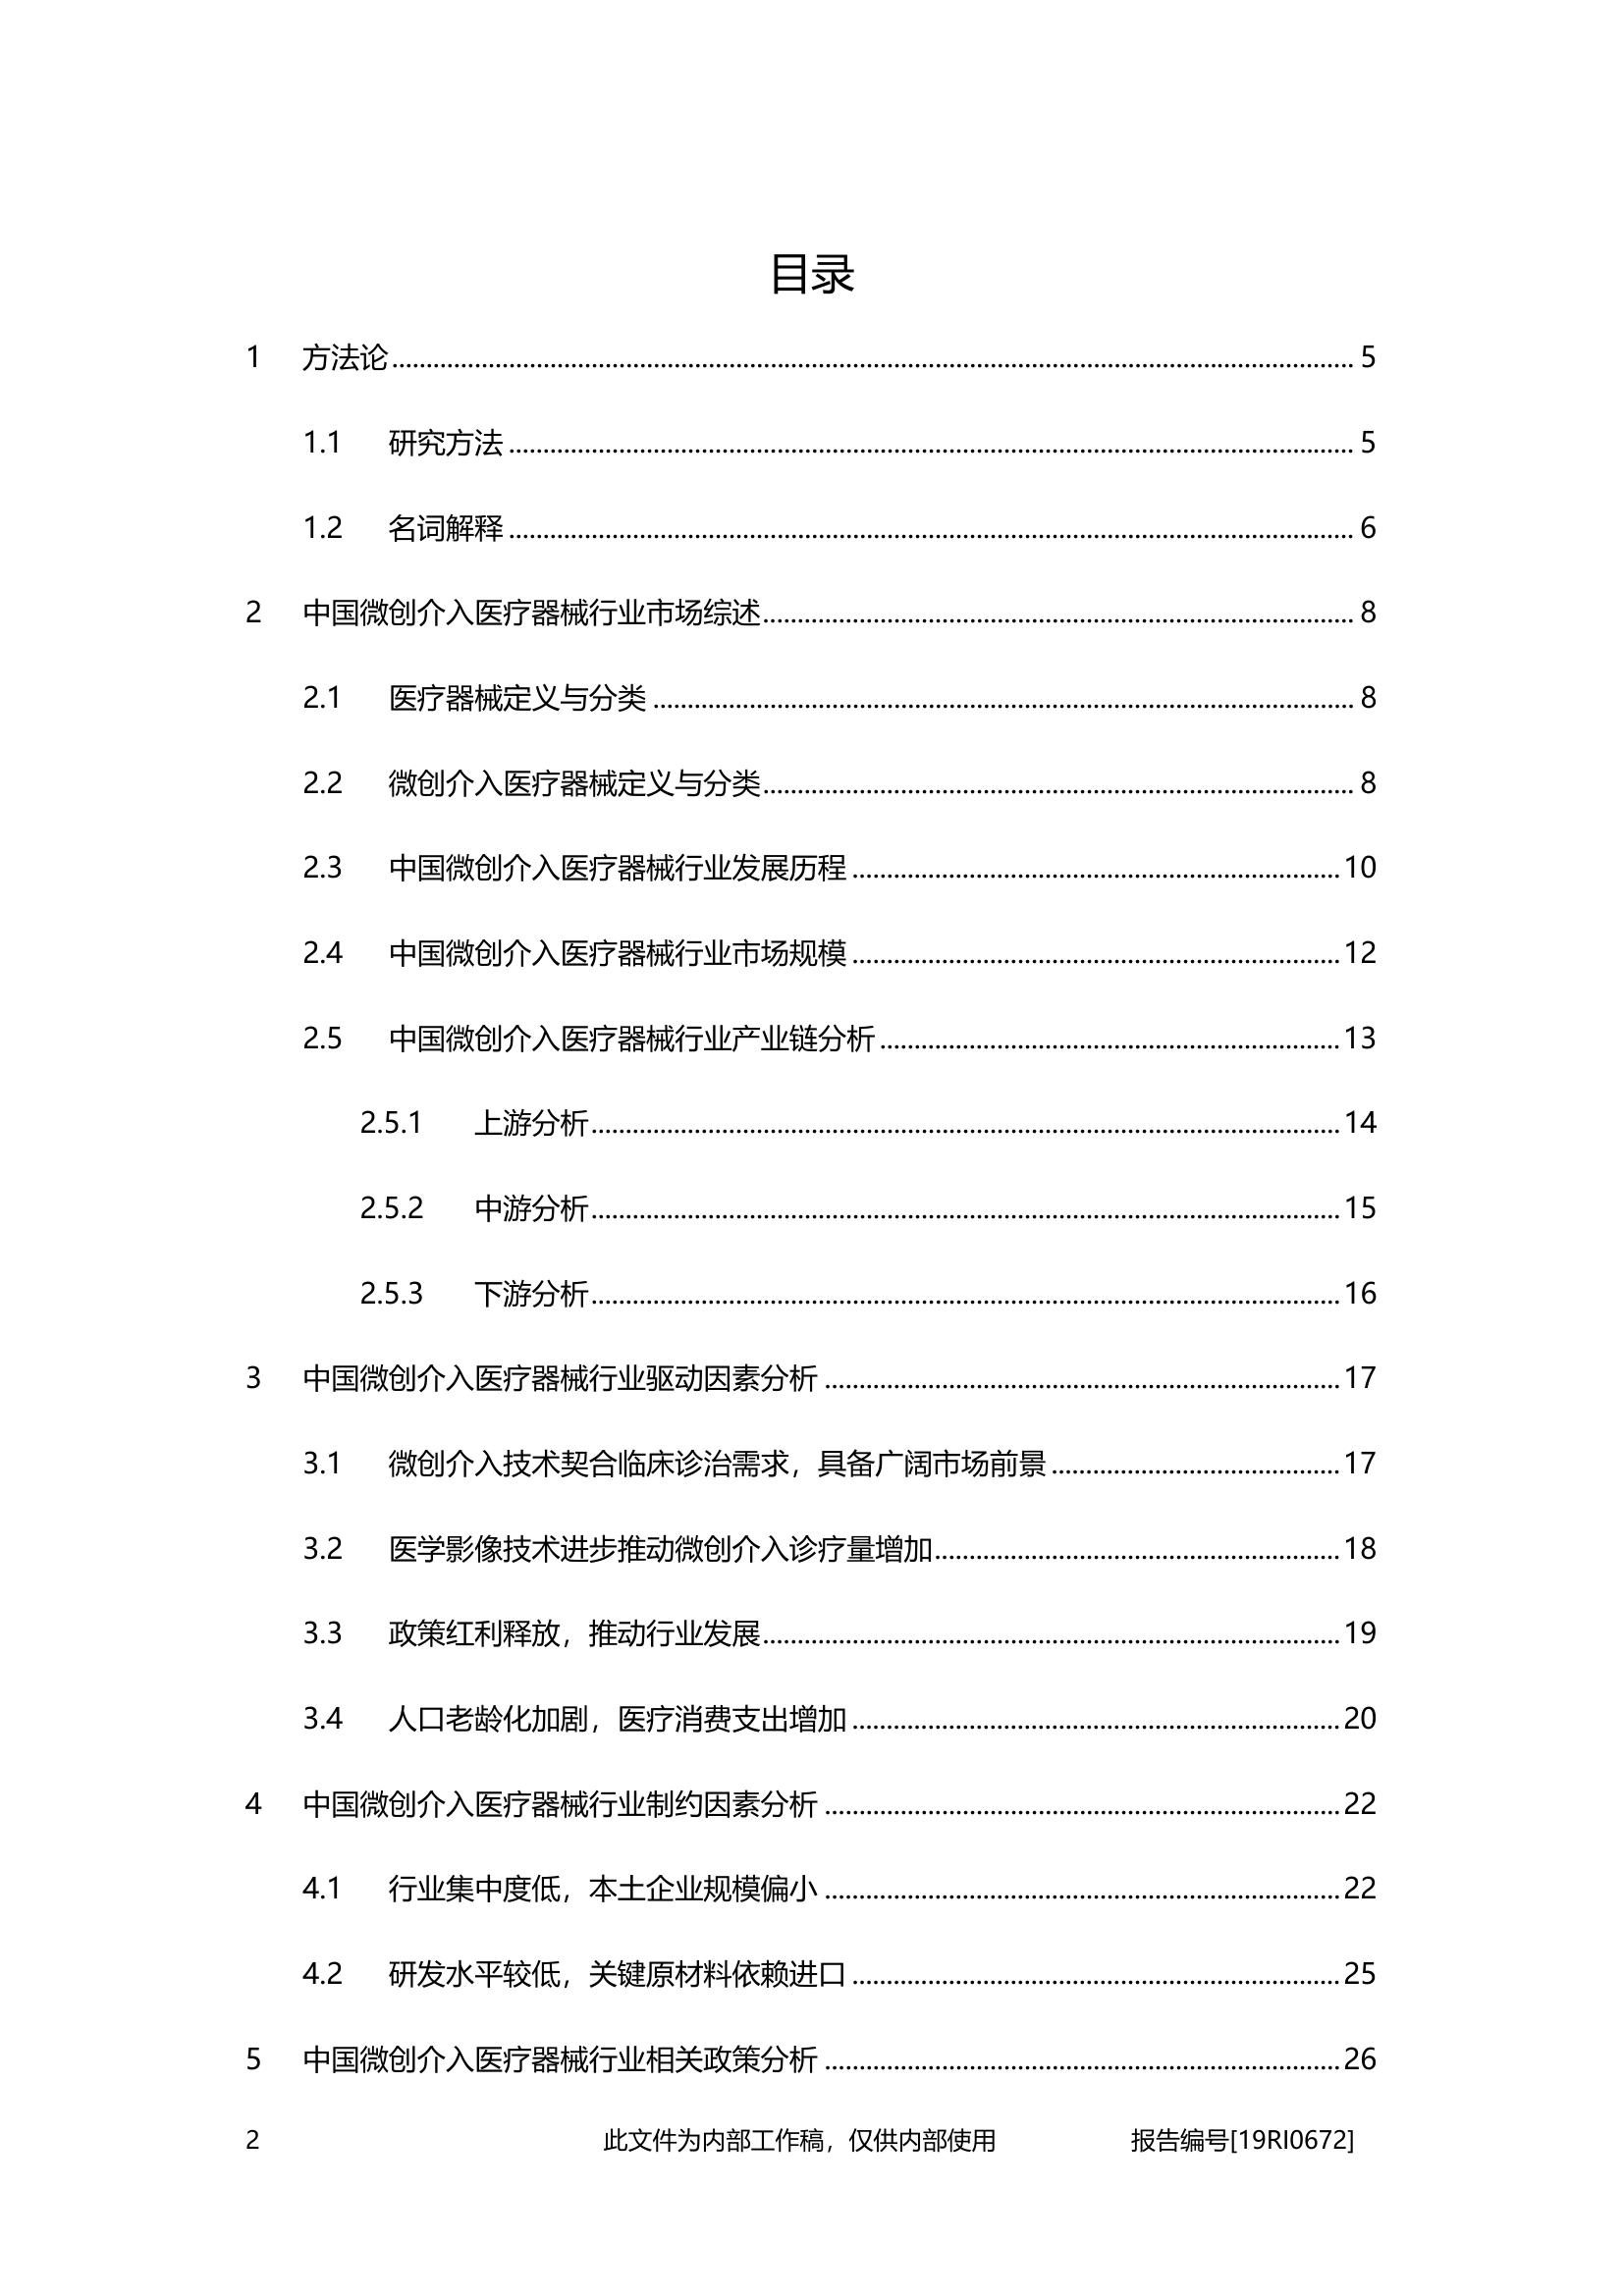 目录
1 方法论 5
1.1 研究方法 5
1.2 名词解释 6
2 中国微创介入医疗器械行业市场综述 8
2.1 医疗器械定义与分类 8
2.2 微创介入医疗器械定义与分类 8
2.3 中国微创介入医疗器械行业发展历程 10
2.4 中国微创介入医疗器械行业市场规模 12
2.5 中国微创介入医疗器械行业产业链分析 13
2.5.1 上游分析 14
2.5.2 中游分析 15
2.5.3 下游分析 16
3 中国微创介入医疗器械行业驱动因素分析 17
3.1 微创介入技术契合临床诊治需求，具备广阔市场前景 17
3.2 医学影像技术进步推动微创介入诊疗量增加 18
3.3 政策红利释放，推动行业发展 19
3.4 人口老龄化加剧，医疗消费支出增加 20
4 中国微创介入医疗器械行业制约因素分析 22
4.1 行业集中度低，本土企业规模偏小 22
4.2 研发水平较低，关键原材料依赖进口 25
5 中国微创介入医疗器械行业相关政策分析 26
2 此文件为内部工作稿，仅供内部使用 报告编号[19RI0672]